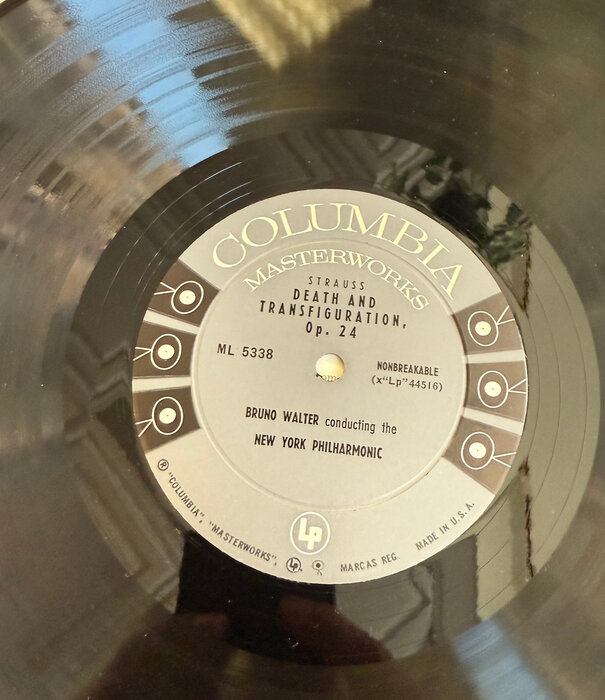 COLUMBIA
MASTERWORKS
STRAUSS
DEATH AND
TRANSFIGURATION,
Op. 24
ML 5338
NONBREAKABLE
(x"Lp"44516)
BRUNO WALTER conducting the
NEW YORK PHILHARMONIC
Lp
® "COLUMBIA", "MASTERWORKS", Lp, MARCAS REG. MADE IN U.S.A.